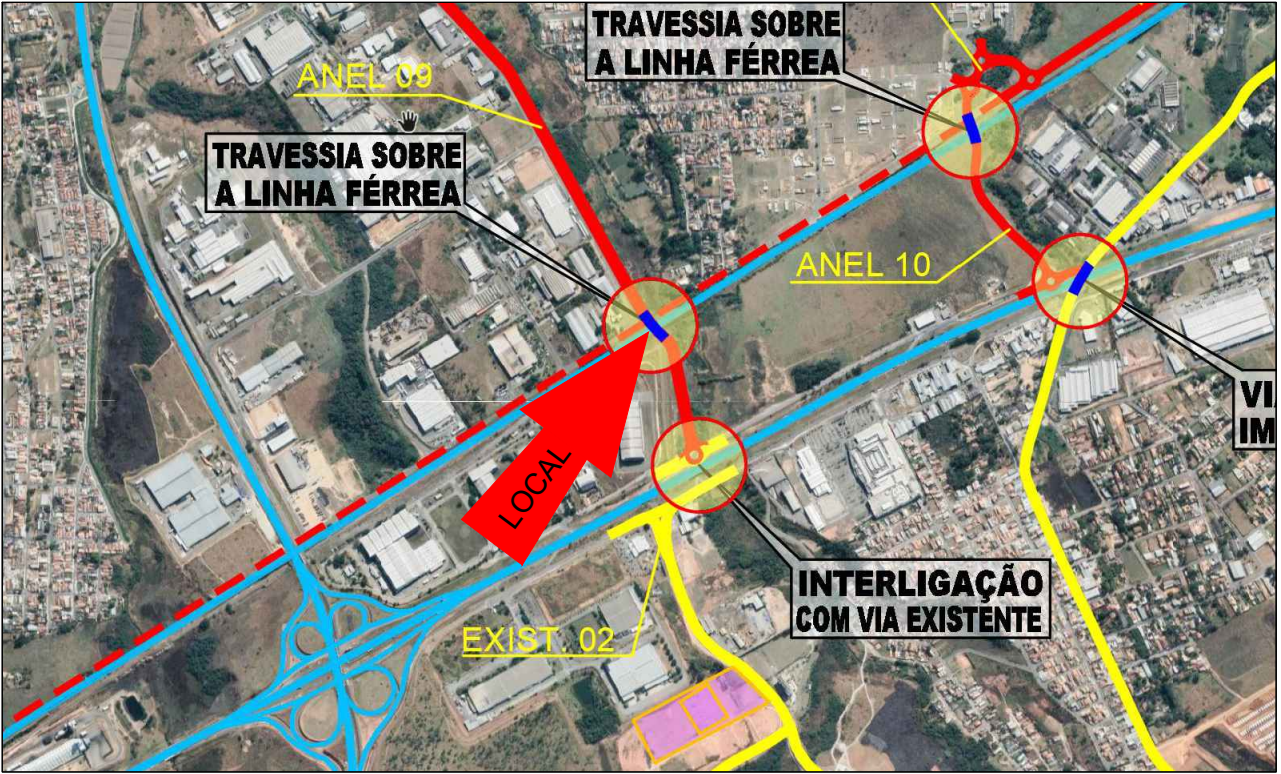 TRAVESSIA SOBRE
A LINHA FÉRREA
ANEL 09
TRAVESSIA SOBRE
A LINHA FÉRREA
ANEL 10
LOCAL
INTERLIGAÇÃO
COM VIA EXISTENTE
EXIST. 02